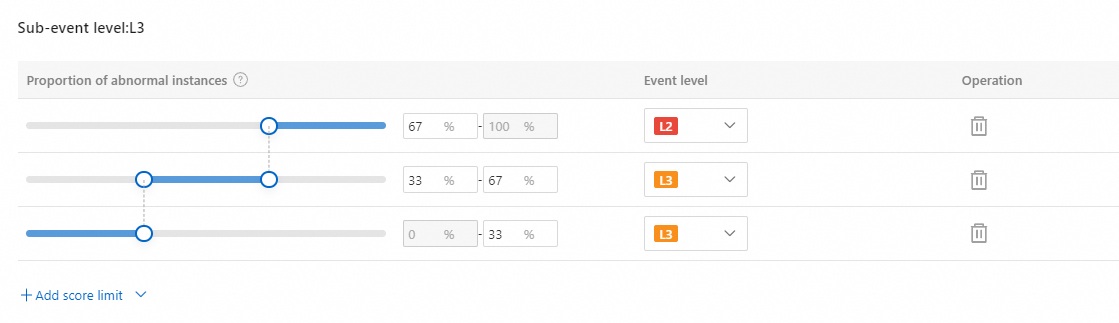 Sub-event level:L3
Proportion of abnormal instances ? Event level Operation
67 % - 100 % L2
33 % - 67 % L3
0 % - 33 % L3
+ Add score limit